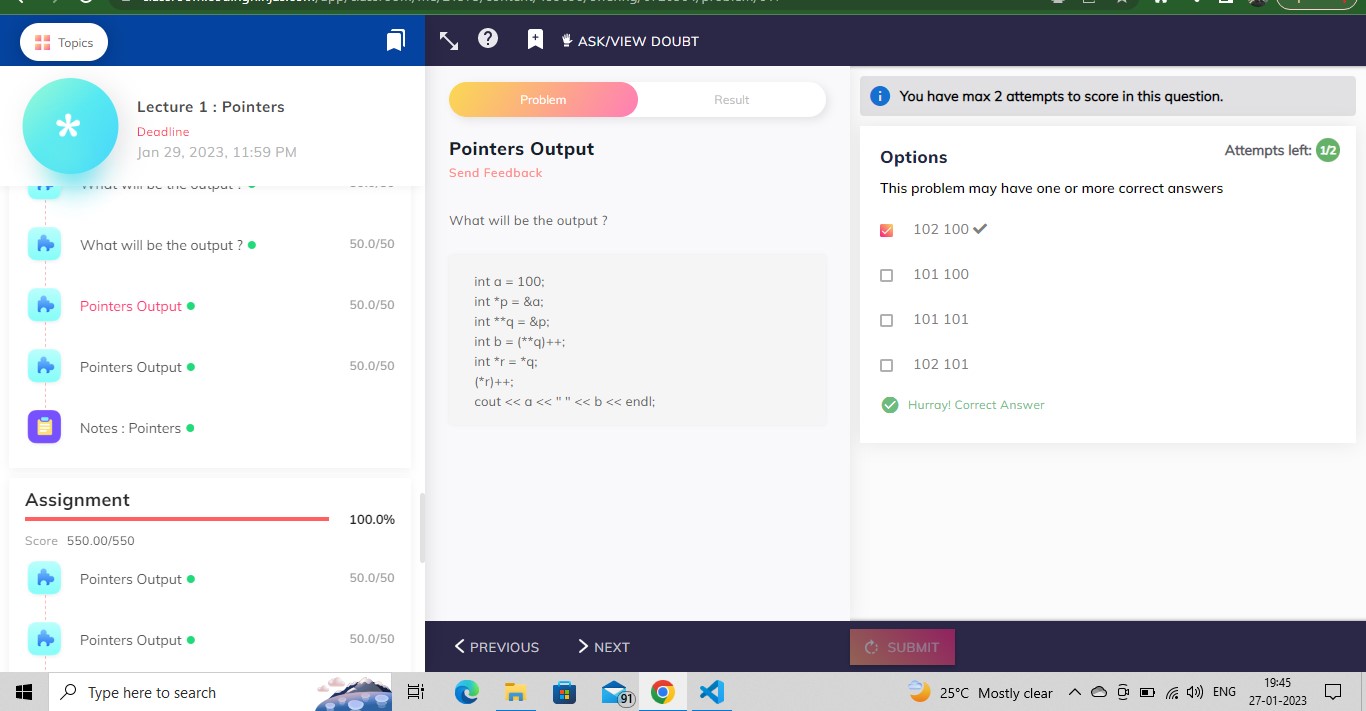 Topics
ASK/VIEW DOUBT
Lecture 1 : Pointers
Deadline
Jan 29, 2023, 11:59 PM
What will be the output ?
What will be the output ? 50.0/50
Pointers Output 50.0/50
Pointers Output 50.0/50
Notes : Pointers
Assignment
100.0%
Score 550.00/550
Pointers Output 50.0/50
Pointers Output 50.0/50
Problem Result
Pointers Output
Send Feedback
What will be the output ?
int a = 100;
int *p = &a;
int **q = &p;
int b = (**q)++;
int *r = *q;
(*r)++;
cout << a << " " << b << endl;
PREVIOUS NEXT
You have max 2 attempts to score in this question.
Options
Attempts left: 1/2
This problem may have one or more correct answers
102 100
101 100
101 101
102 101
Hurray! Correct Answer
SUBMIT
Type here to search
91
25°C Mostly clear
ENG
19:45
27-01-2023